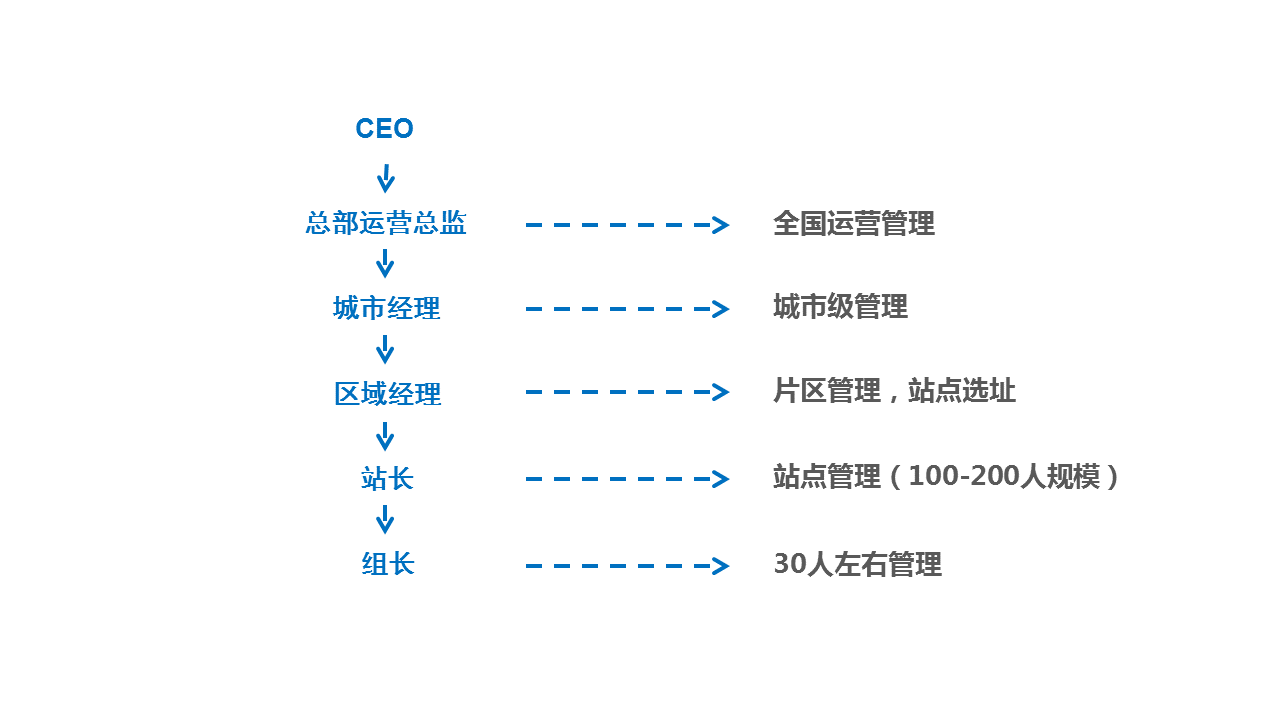 CEO
总部运营总监
全国运营管理
城市经理
城市级管理
区域经理
片区管理，站点选址
站长
站点管理（100-200人规模）
组长
30人左右管理